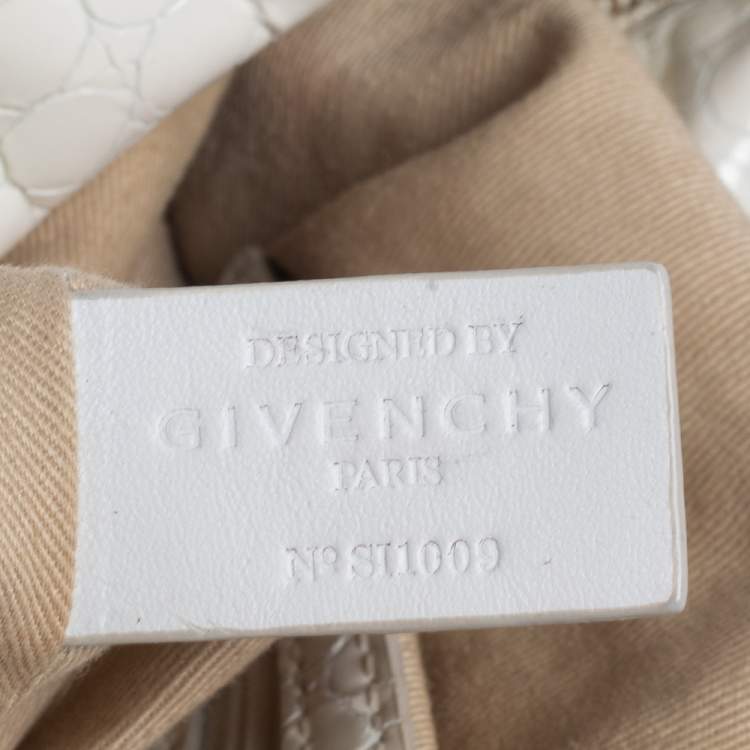 DESIGNED BY
GIVENCHY
PARIS
Nº SI1009